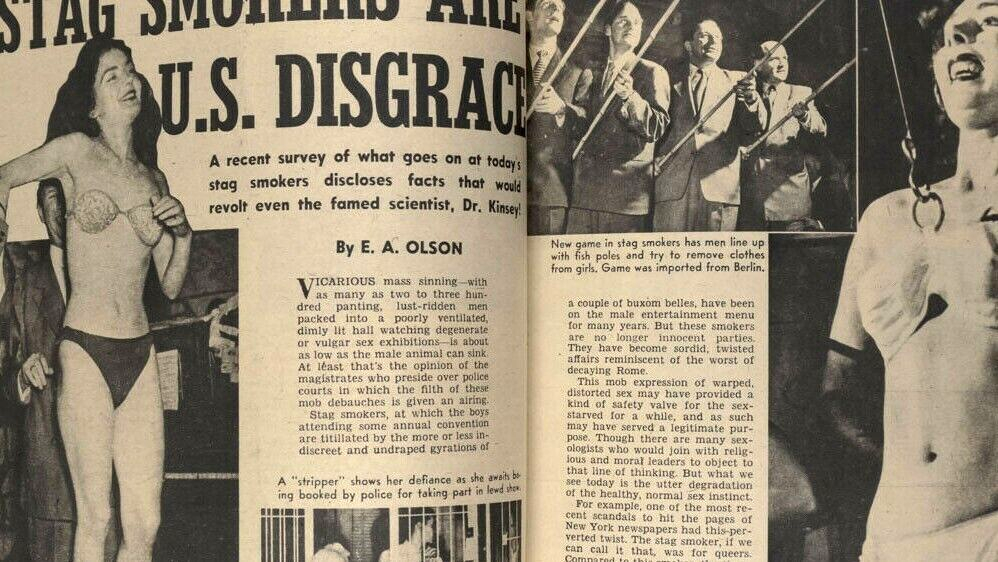 STAG SMOKERS ARE
U.S. DISGRACE
A recent survey of what goes on at today's
stag smokers discloses facts that would
revolt even the famed scientist, Dr. Kinsey!
By E. A. OLSON
VICARIOUS mass sinning—with
as many as two to three hun-
dred panting, lust-ridden men
packed into a poorly ventilated,
dimly lit hall watching degenerate
or vulgar sex exhibitions—is about
as low as the male animal can sink.
At least that's the opinion of the
magistrates who preside over police
courts in which the filth of these
mob debauches is given an airing.
Stag smokers, at which the boys
attending some annual convention
are titillated by the more or less in-
discreet and undraped gyrations of
A "stripper" shows her defiance as she awaits be-
ing booked by police for taking part in lewd show.
New game in stag smokers has men line up
with fish poles and try to remove clothes
from girls. Game was imported from Berlin.
a couple of buxom belles, have been
on the male entertainment menu
for many years. But these smokers
are no longer innocent parties.
They have become sordid, twisted
affairs reminiscent of the worst of
decaying Rome.
This mob expression of warped,
distorted sex may have provided a
kind of safety valve for the sex-
starved for a while, and as such
may have served a legitimate pur-
pose. Though there are many sex-
ologists who would join with relig-
ious and moral leaders to object to
that line of thinking. But what we
see today is the utter degradation
of the healthy, normal sex instinct.
For example, one of the most re-
cent scandals to hit the pages of
New York newspapers had this per-
verted twist. The stag smoker, if we
can call it that, was for queers.
Compared to this smoker, the